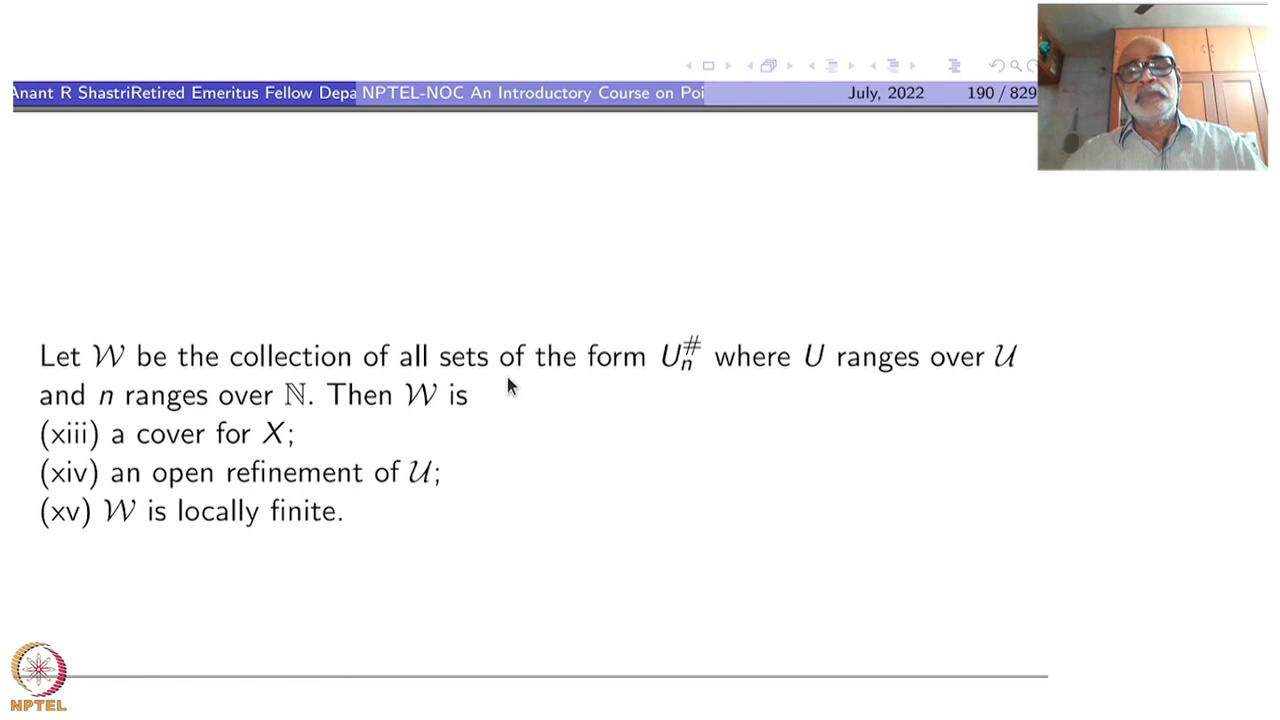 Anant R ShastriRetired Emeritus Fellow Depa NPTEL-NOC An Introductory Course on Poi July, 2022 190 / 829
Let 𝒲 be the collection of all sets of the form Uₙ^# where U ranges over 𝒰
and n ranges over ℕ. Then 𝒲 is
(xiii) a cover for X;
(xiv) an open refinement of 𝒰;
(xv) 𝒲 is locally finite.
NPTEL